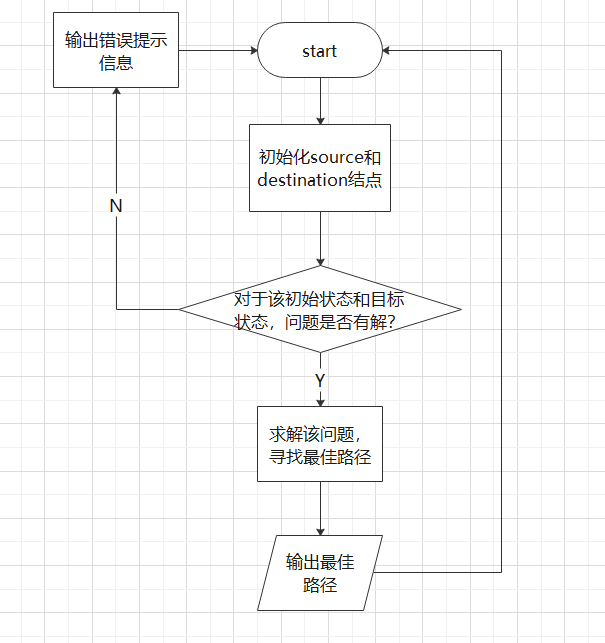 输出错误提示
信息
start
初始化source和
destination结点
N
对于该初始状态和目标
状态，问题是否有解？
Y
求解该问题，
寻找最佳路径
输出最佳
路径